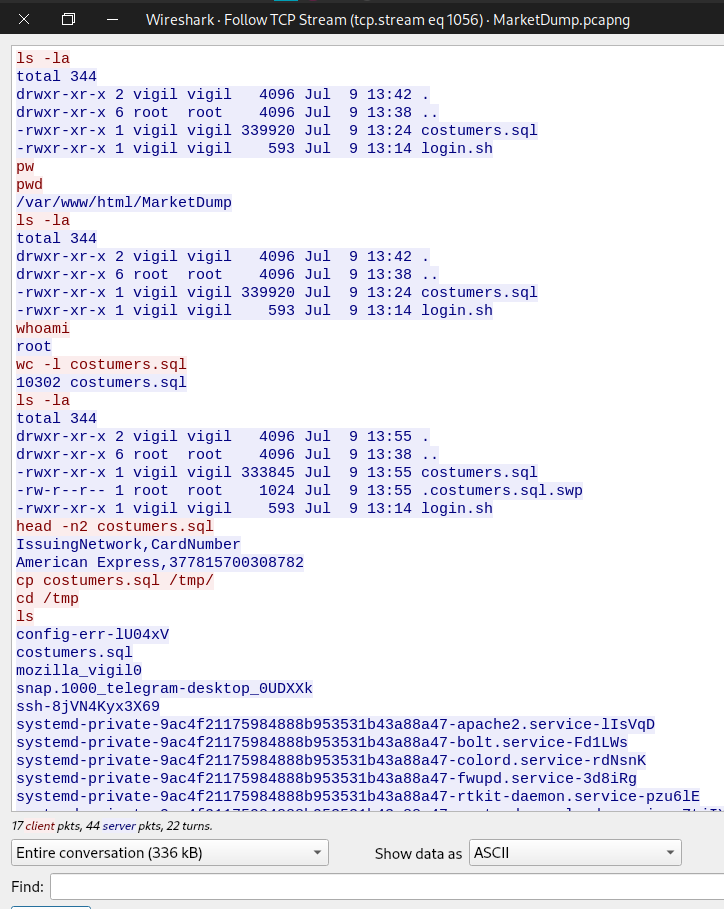 Wireshark · Follow TCP Stream (tcp.stream eq 1056) · MarketDump.pcapng
ls -la
total 344
drwxr-xr-x 2 vigil vigil   4096 Jul  9 13:42 .
drwxr-xr-x 6 root  root    4096 Jul  9 13:38 ..
-rwxr-xr-x 1 vigil vigil 339920 Jul  9 13:24 costumers.sql
-rwxr-xr-x 1 vigil vigil    593 Jul  9 13:14 login.sh
pw
pwd
/var/www/html/MarketDump
ls -la
total 344
drwxr-xr-x 2 vigil vigil   4096 Jul  9 13:42 .
drwxr-xr-x 6 root  root    4096 Jul  9 13:38 ..
-rwxr-xr-x 1 vigil vigil 339920 Jul  9 13:24 costumers.sql
-rwxr-xr-x 1 vigil vigil    593 Jul  9 13:14 login.sh
whoami
root
wc -l costumers.sql
10302 costumers.sql
ls -la
total 344
drwxr-xr-x 2 vigil vigil   4096 Jul  9 13:55 .
drwxr-xr-x 6 root  root    4096 Jul  9 13:38 ..
-rwxr-xr-x 1 vigil vigil 333845 Jul  9 13:55 costumers.sql
-rw-r--r-- 1 root  root    1024 Jul  9 13:55 .costumers.sql.swp
-rwxr-xr-x 1 vigil vigil    593 Jul  9 13:14 login.sh
head -n2 costumers.sql
IssuingNetwork,CardNumber
American Express,377815700308782
cp costumers.sql /tmp/
cd /tmp
ls
config-err-lU04xV
costumers.sql
mozilla_vigil0
snap.1000_telegram-desktop_0UDXXk
ssh-8jVN4Kyx3X69
systemd-private-9ac4f21175984888b953531b43a88a47-apache2.service-lIsVqD
systemd-private-9ac4f21175984888b953531b43a88a47-bolt.service-Fd1LWs
systemd-private-9ac4f21175984888b953531b43a88a47-colord.service-rdNsnK
systemd-private-9ac4f21175984888b953531b43a88a47-fwupd.service-3d8iRg
systemd-private-9ac4f21175984888b953531b43a88a47-rtkit-daemon.service-pzu6lE
17 client pkts, 44 server pkts, 22 turns.
Entire conversation (336 kB)
Show data as ASCII
Find: